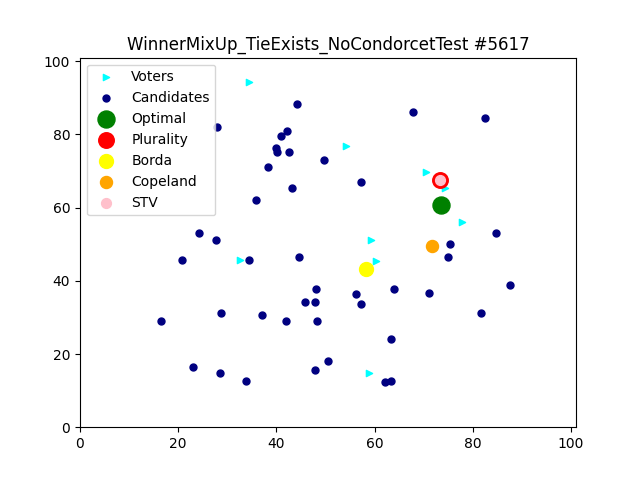 WinnerMixUp_TieExists_NoCondorcetTest #5617
100
80
60
40
20
0
Voters
Candidates
Optimal
Plurality
Borda
Copeland
STV
0 20 40 60 80 100